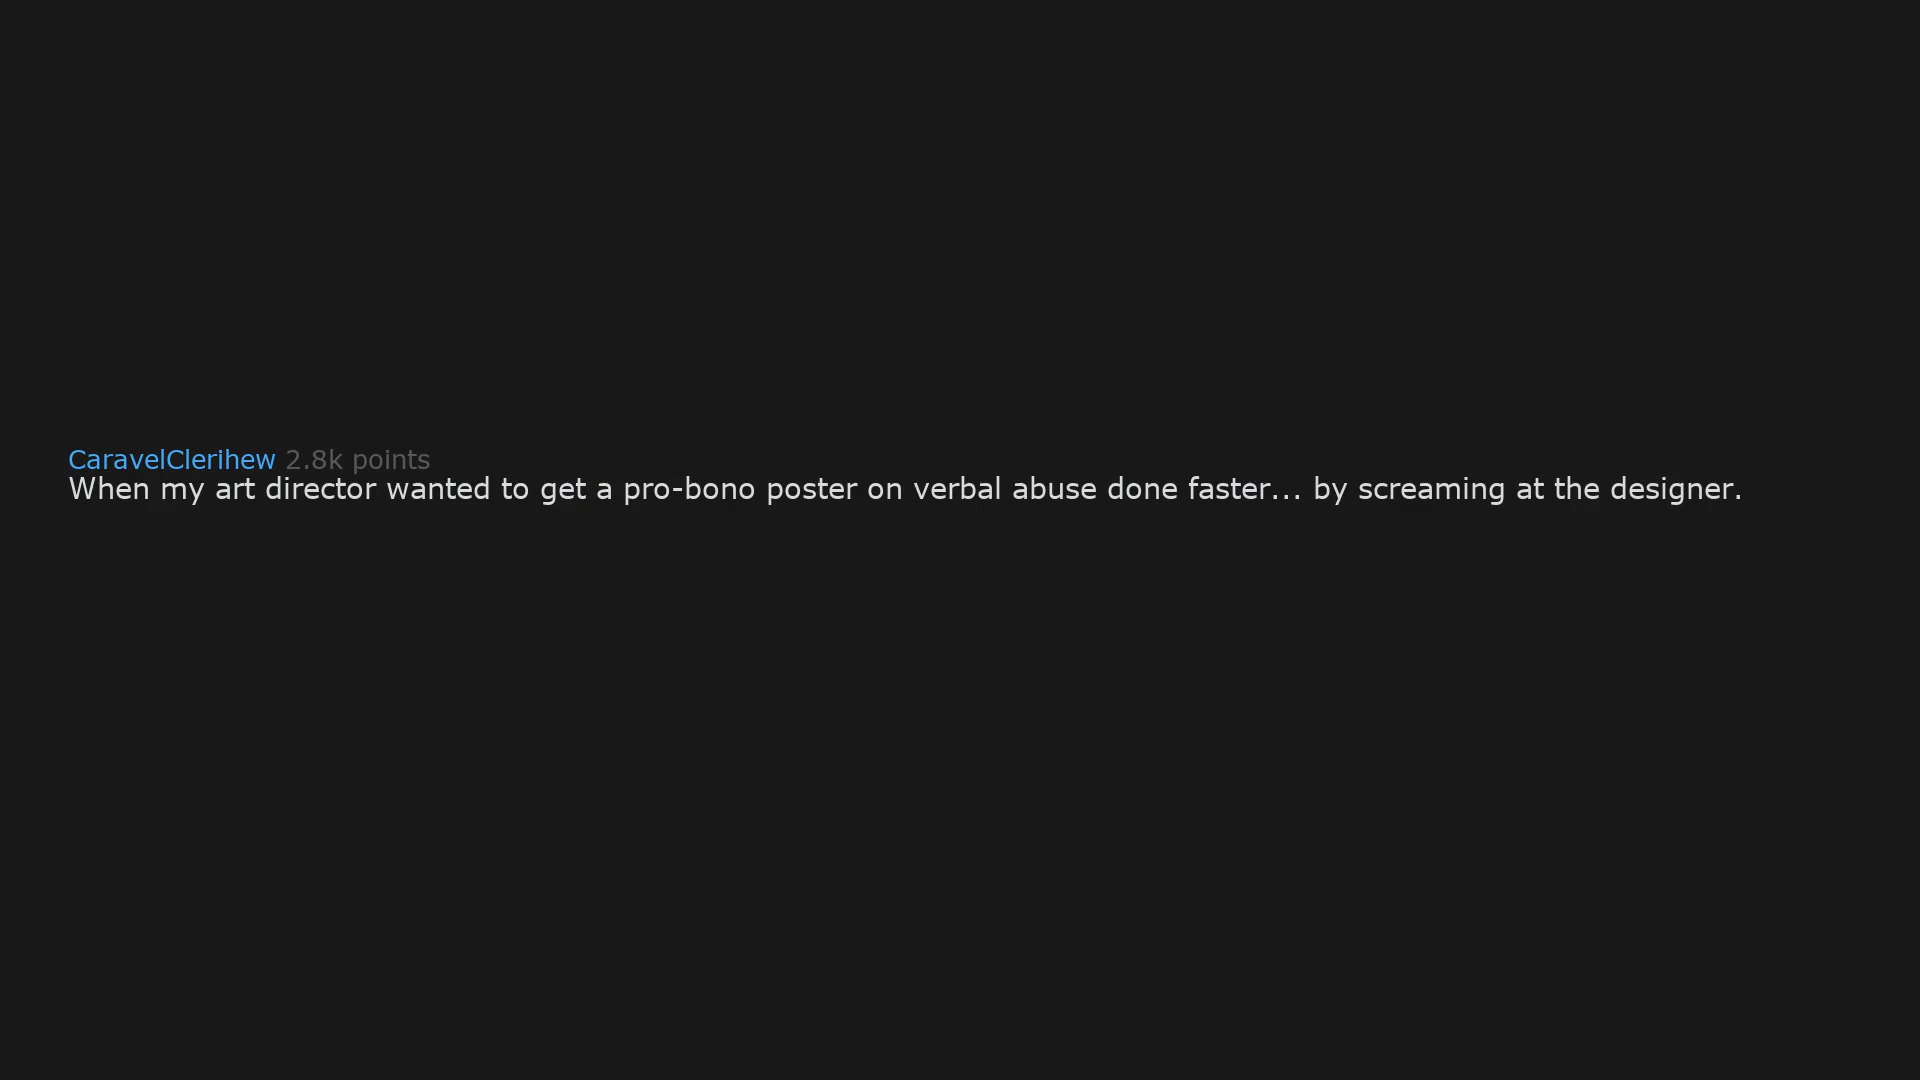 CaravelClerihew 2.8k points
When my art director wanted to get a pro-bono poster on verbal abuse done faster... by screaming at the designer.